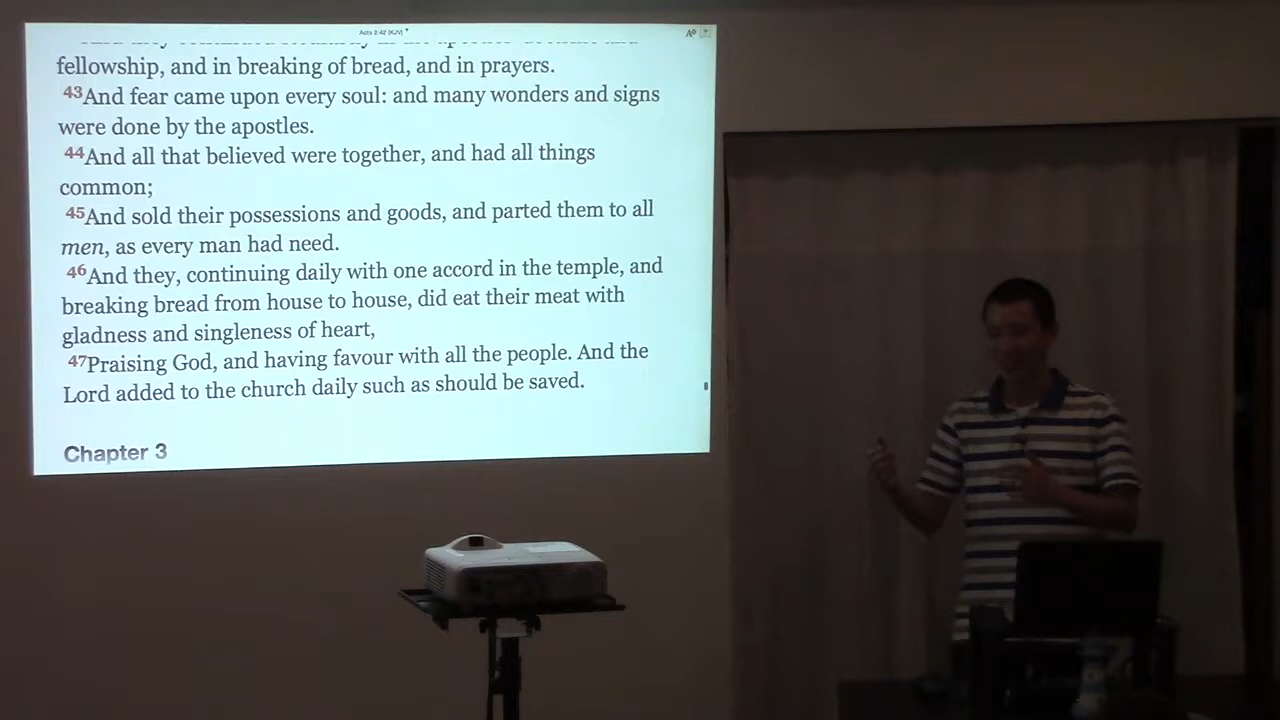 Acts 2:42 (KJV)
fellowship, and in breaking of bread, and in prayers.
43And fear came upon every soul: and many wonders and signs
were done by the apostles.
44And all that believed were together, and had all things
common;
45And sold their possessions and goods, and parted them to all
men, as every man had need.
46And they, continuing daily with one accord in the temple, and
breaking bread from house to house, did eat their meat with
gladness and singleness of heart,
47Praising God, and having favour with all the people. And the
Lord added to the church daily such as should be saved.
Chapter 3